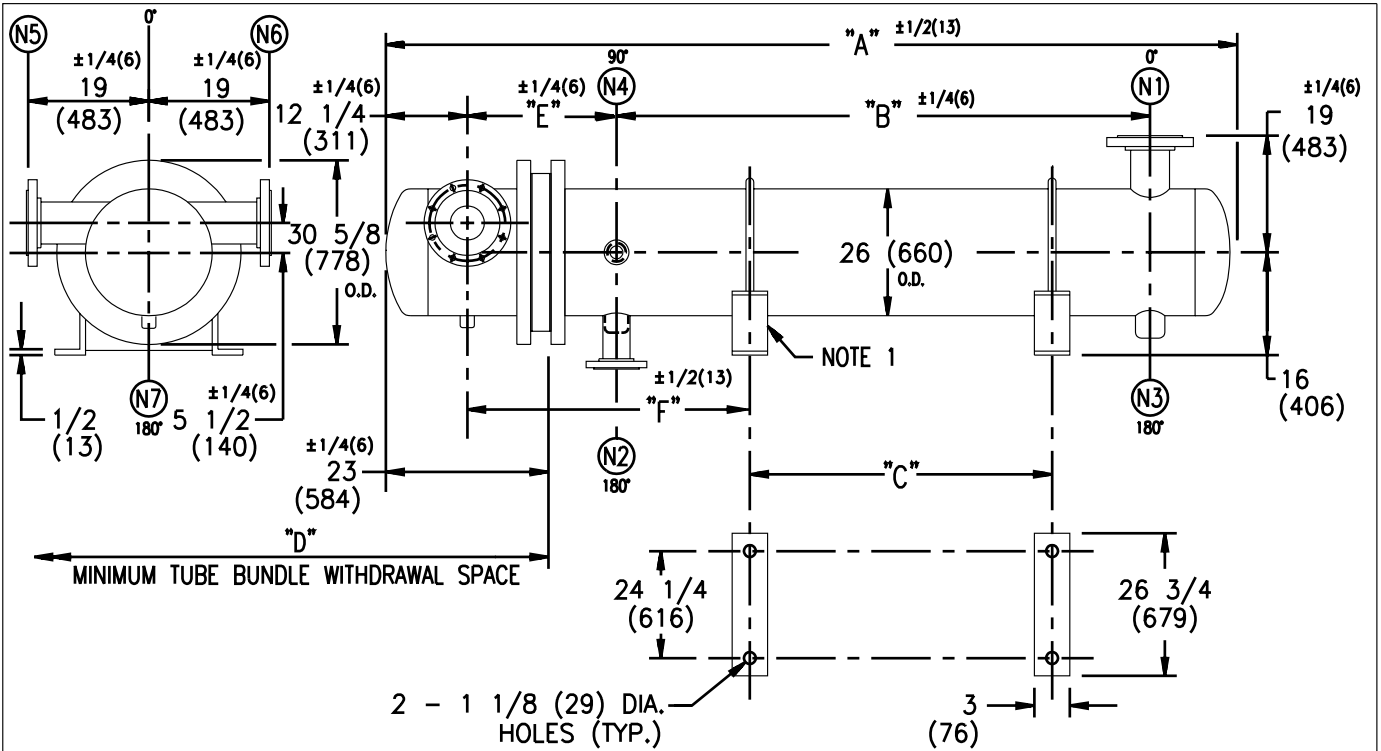 0°
N5
N6
±1/4(6)
19
(483)
±1/4(6)
19
(483)
±1/4(6)
12 1/4
(311)
"A" ±1/2(13)
±1/4(6)
"E"
90°
N4
"B" ±1/4(6)
0°
N1
±1/4(6)
19
(483)
30 5/8
(778)
O.D.
26 (660)
O.D.
NOTE 1
1/2
(13)
N7
180°
±1/4(6)
5 1/2
(140)
±1/2(13)
"F"
N2
180°
N3
180°
16
(406)
±1/4(6)
23
(584)
"C"
"D"
MINIMUM TUBE BUNDLE WITHDRAWAL SPACE
24 1/4
(616)
26 3/4
(679)
2 - 1 1/8 (29) DIA.
HOLES (TYP.)
3
(76)